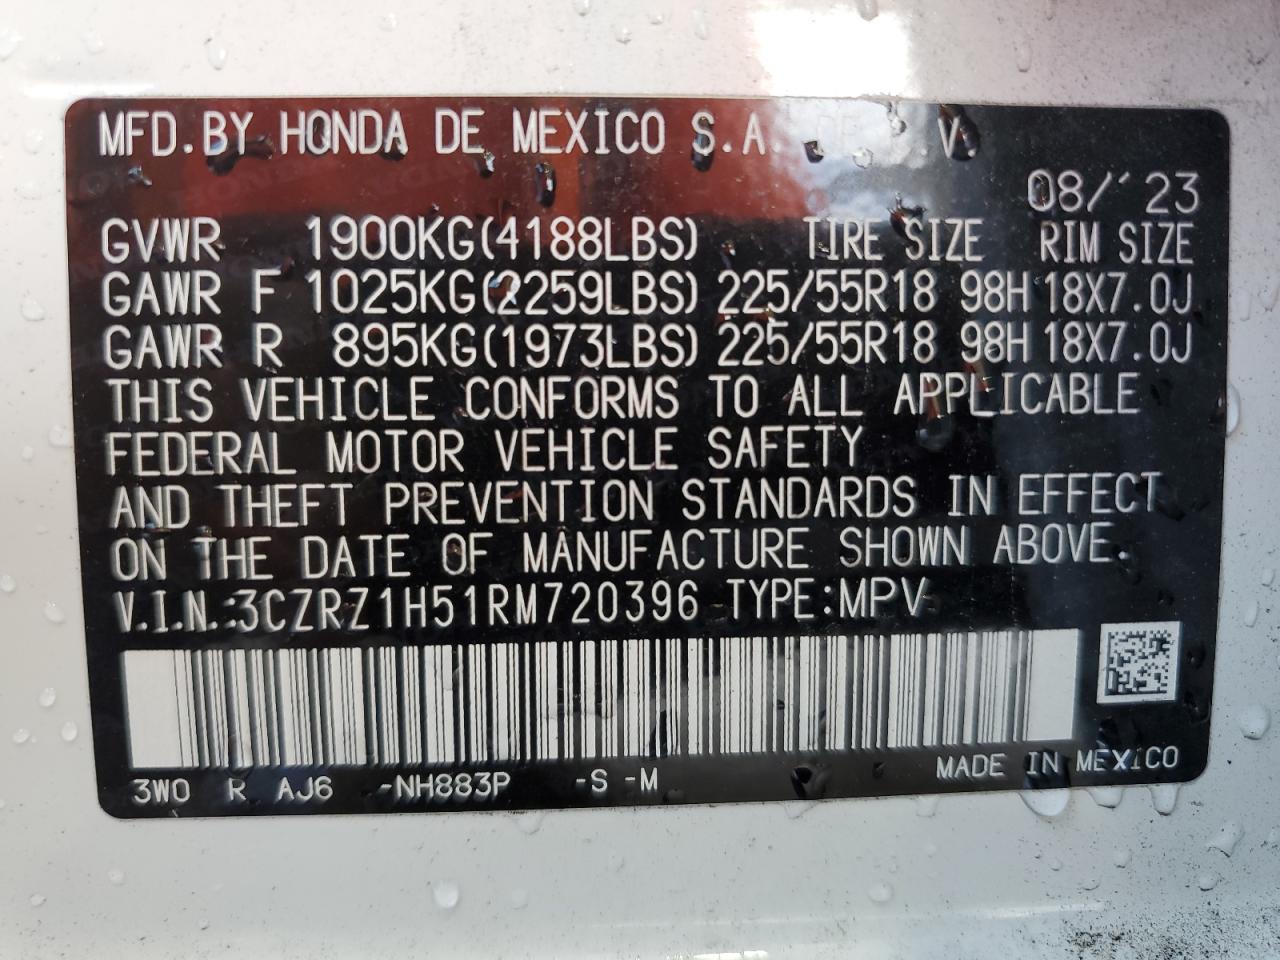 MFD.BY HONDA DE MEXICO S.A. DE C.V.
08/'23
GVWR 1900KG(4188LBS) TIRE SIZE RIM SIZE
GAWR F 1025KG(2259LBS) 225/55R18 98H 18X7.0J
GAWR R 895KG(1973LBS) 225/55R18 98H 18X7.0J
THIS VEHICLE CONFORMS TO ALL APPLICABLE
FEDERAL MOTOR VEHICLE SAFETY
AND THEFT PREVENTION STANDARDS IN EFFECT
ON THE DATE OF MANUFACTURE SHOWN ABOVE.
V.I.N.:3CZRZ1H51RM720396 TYPE:MPV
3W0 R AJ6 -NH883P -S -M MADE IN MEXICO